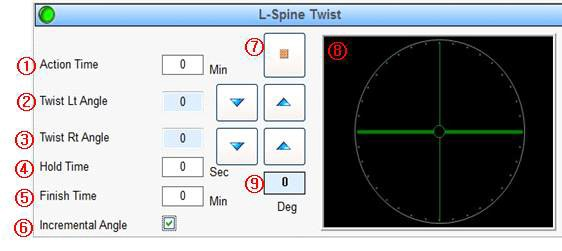 L-Spine Twist
⑦ ⑧
① Action Time 0 Min
② Twist Lt Angle 0
③ Twist Rt Angle 0
④ Hold Time 0 Sec
⑨ 0
⑤ Finish Time 0 Min
Deg
⑥ Incremental Angle